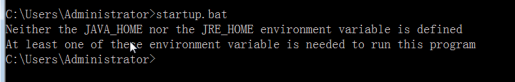 C:\Users\Administrator>startup.bat
Neither the JAVA_HOME nor the JRE_HOME environment variable is defined
At least one of these environment variable is needed to run this program
C:\Users\Administrator>